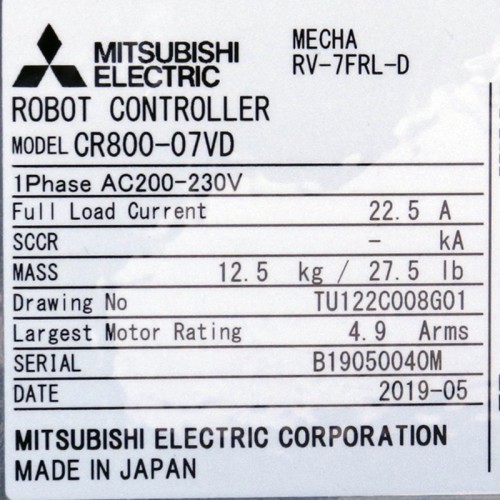 MITSUBISHI
ELECTRIC
MECHA
RV-7FRL-D
ROBOT CONTROLLER
MODEL CR800-07VD
1Phase AC200-230V
Full Load Current 22.5 A
SCCR - kA
MASS 12.5 kg / 27.5 lb
Drawing No TU122C008G01
Largest Motor Rating 4.9 Arms
SERIAL B1905004OM
DATE 2019-05
MITSUBISHI ELECTRIC CORPORATION
MADE IN JAPAN